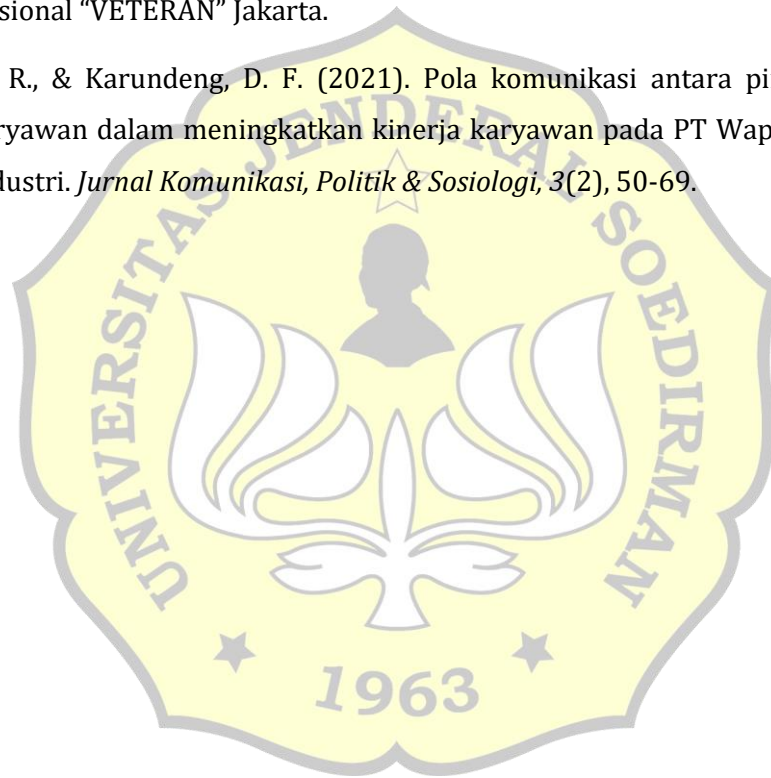 sional “VETERAN” Jakarta.
R., & Karundeng, D. F. (2021). Pola komunikasi antara pi
ryawan dalam meningkatkan kinerja karyawan pada PT Wap
dustri. Jurnal Komunikasi, Politik & Sosiologi, 3(2), 50-69.
UNIVERSITAS JENDERAL SOEDIRMAN
1963